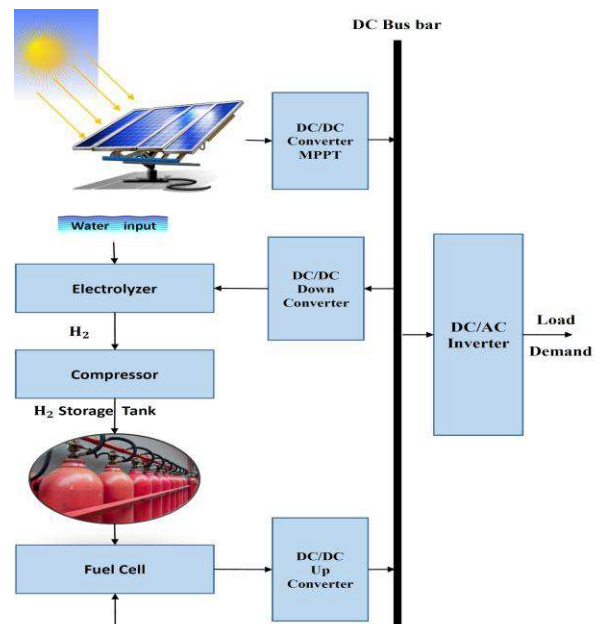 DC Bus bar
DC/DC
Converter
MPPT
Water input
Electrolyzer
DC/DC
Down
Converter
DC/AC
Inverter
Load
Demand
H₂
Compressor
H₂ Storage Tank
Fuel Cell
DC/DC
Up
Converter